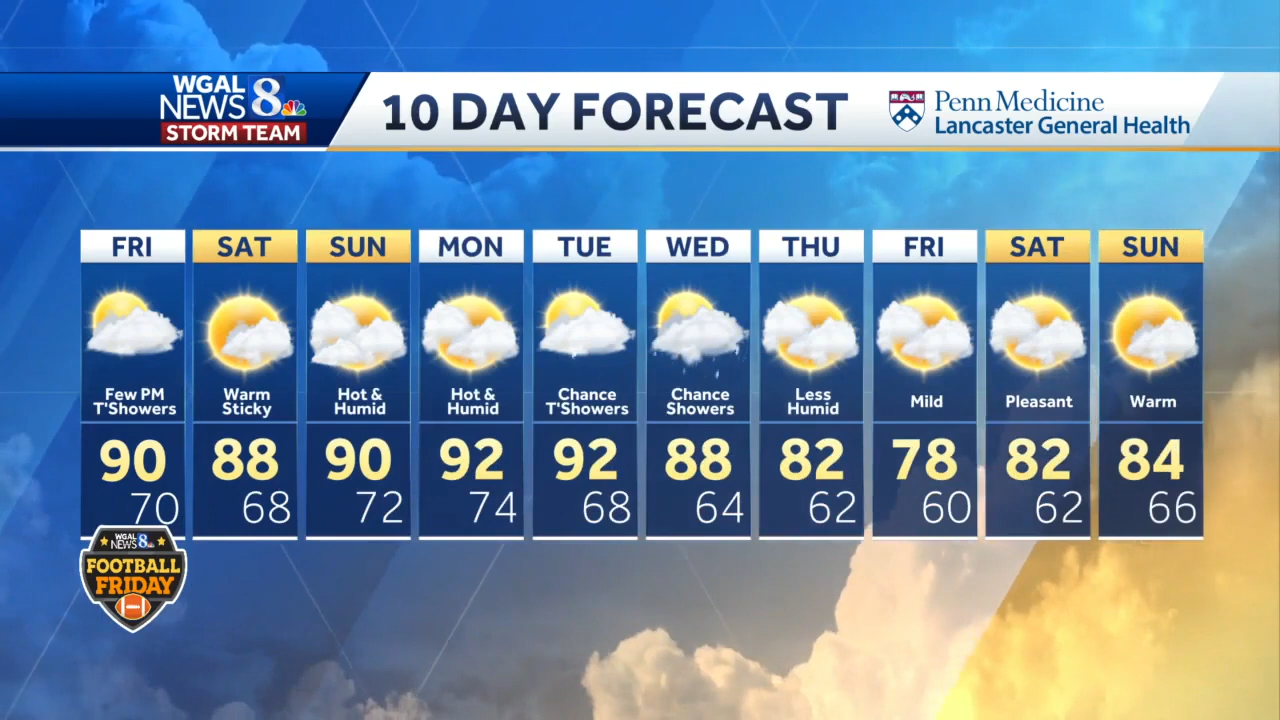 WGAL
NEWS 8
STORM TEAM
10 DAY FORECAST
Penn Medicine
Lancaster General Health
FRI SAT SUN MON TUE WED THU FRI SAT SUN
Few PM
T'Showers
Warm
Sticky
Hot &
Humid
Hot &
Humid
Chance
T'Showers
Chance
Showers
Less
Humid
Mild
Pleasant
Warm
90 88 90 92 92 88 82 78 82 84
70 68 72 74 68 64 62 60 62 66
WGAL
NEWS 8
FOOTBALL
FRIDAY